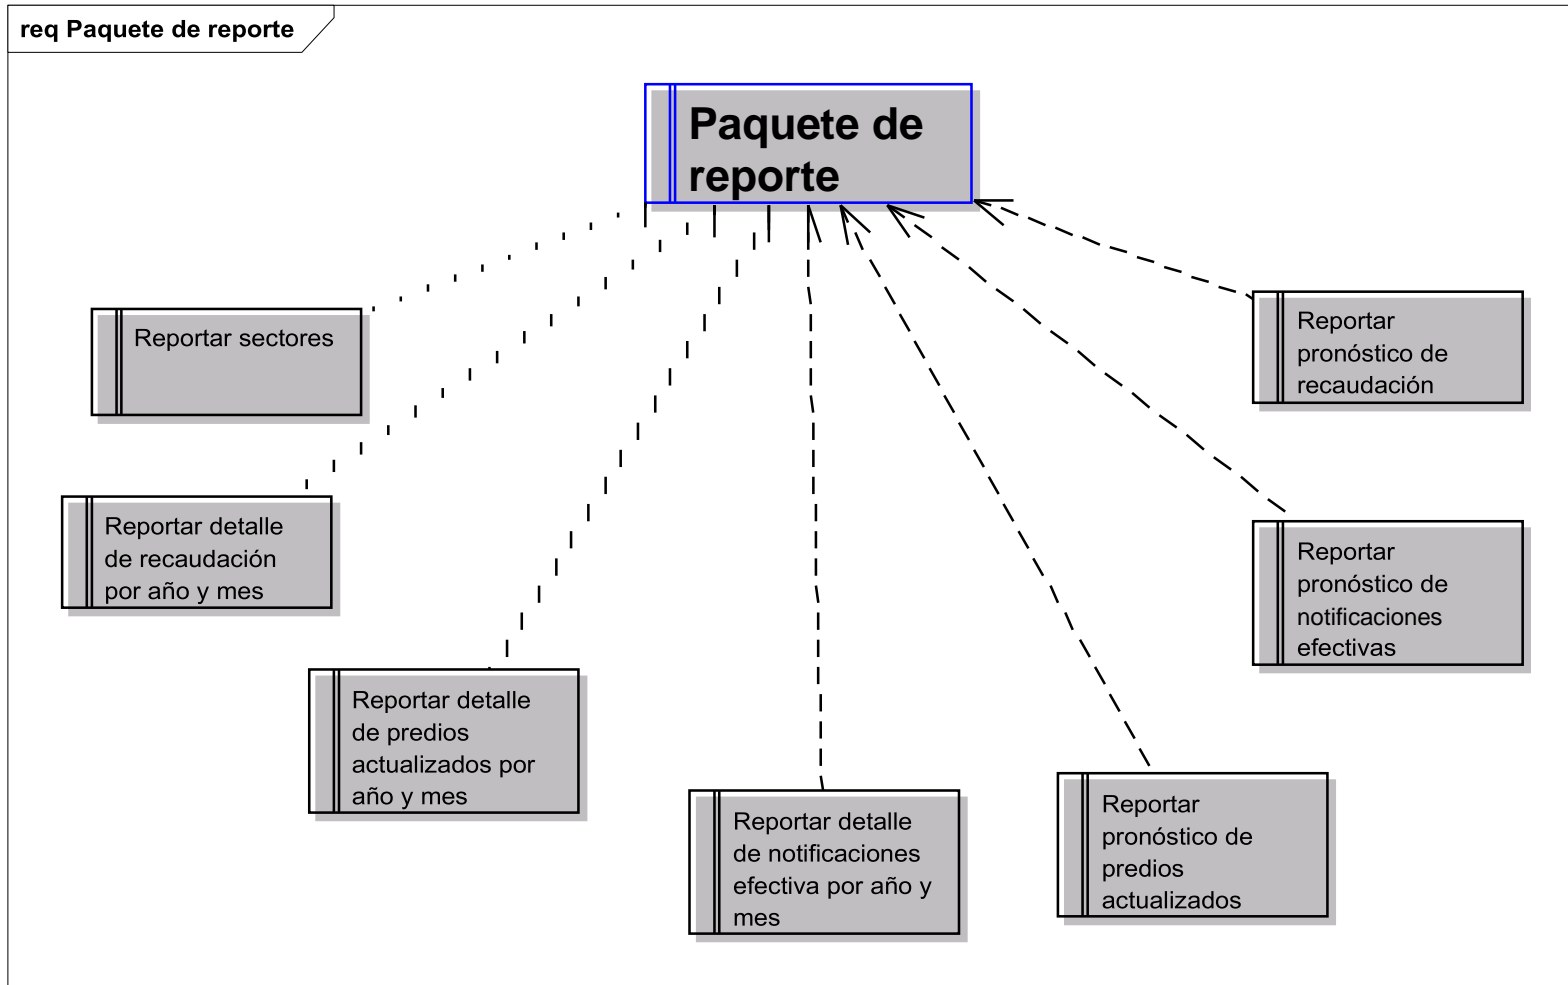 req Paquete de reporte
Paquete de
reporte
Reportar sectores
Reportar detalle
de recaudación
por año y mes
Reportar detalle
de predios
actualizados por
año y mes
Reportar detalle
de notificaciones
efectiva por año y
mes
Reportar
pronóstico de
predios
actualizados
Reportar
pronóstico de
notificaciones
efectivas
Reportar
pronóstico de
recaudación